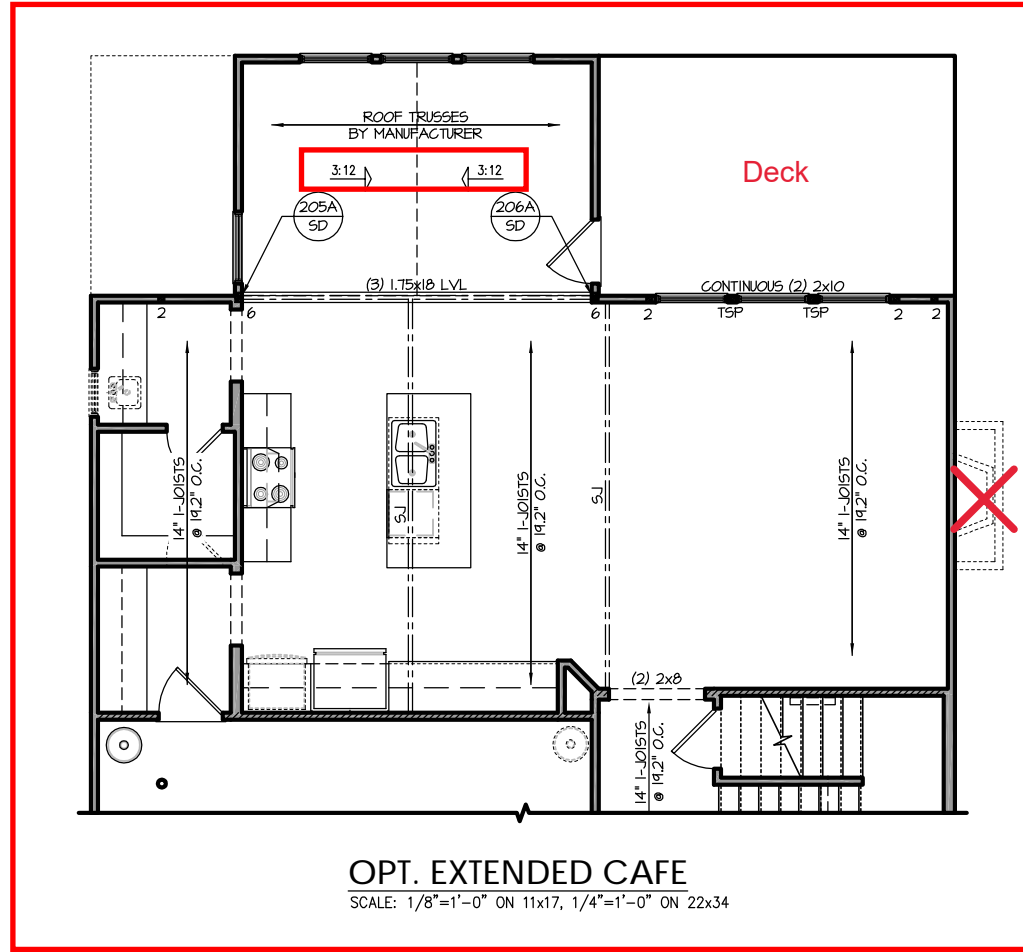 ROOF TRUSSES
BY MANUFACTURER
3:12
3:12
Deck
205A
SD
206A
SD
(3) 1.75x18 LVL
CONTINUOUS (2) 2x10
2
6
6
2
TSP
TSP
2
2
14" I-JOISTS
@ 19.2" O.C.
SJ
14" I-JOISTS
@ 19.2" O.C.
SJ
14" I-JOISTS
@ 19.2" O.C.
(2) 2x8
14" I-JOISTS
@ 19.2" O.C.
OPT. EXTENDED CAFE
SCALE: 1/8"=1'-0" ON 11x17, 1/4"=1'-0" ON 22x34